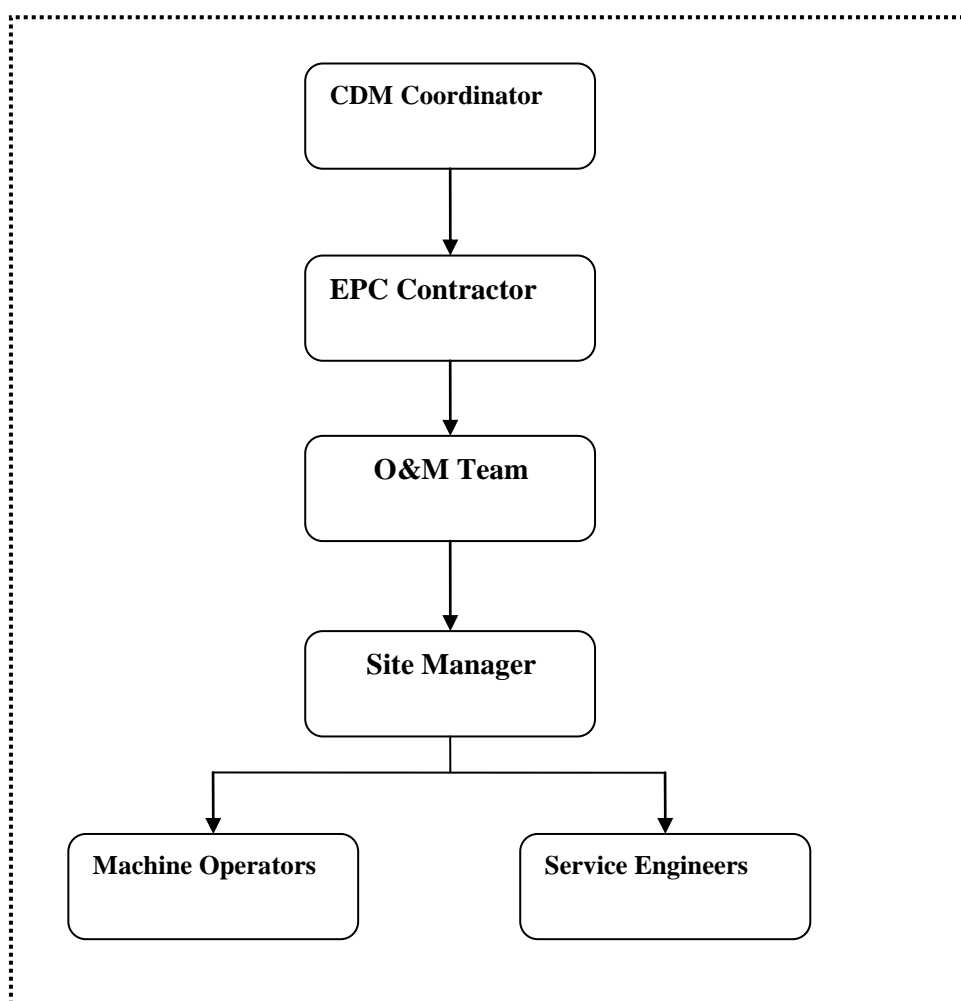 CDM Coordinator
EPC Contractor
O&M Team
Site Manager
Machine Operators
Service Engineers